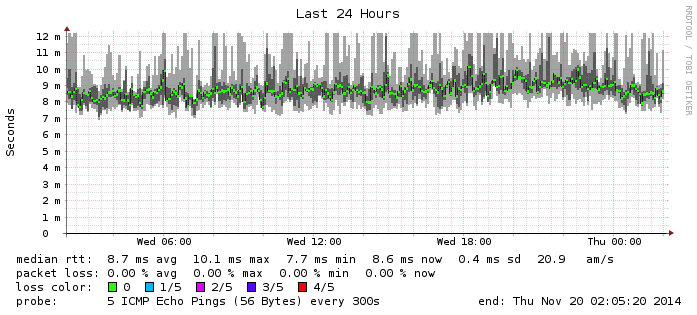 Last 24 Hours
RRDTOOL / TOBI OETIKER
Seconds
12 m
11 m
10 m
9 m
8 m
7 m
6 m
5 m
4 m
3 m
2 m
1 m
0
Wed 06:00 Wed 12:00 Wed 18:00 Thu 00:00
median rtt: 8.7 ms avg 10.1 ms max 7.7 ms min 8.6 ms now 0.4 ms sd 20.9 am/s
packet loss: 0.00 % avg 0.00 % max 0.00 % min 0.00 % now
loss color: 0 1/5 2/5 3/5 4/5
probe: 5 ICMP Echo Pings (56 Bytes) every 300s end: Thu Nov 20 02:05:20 2014